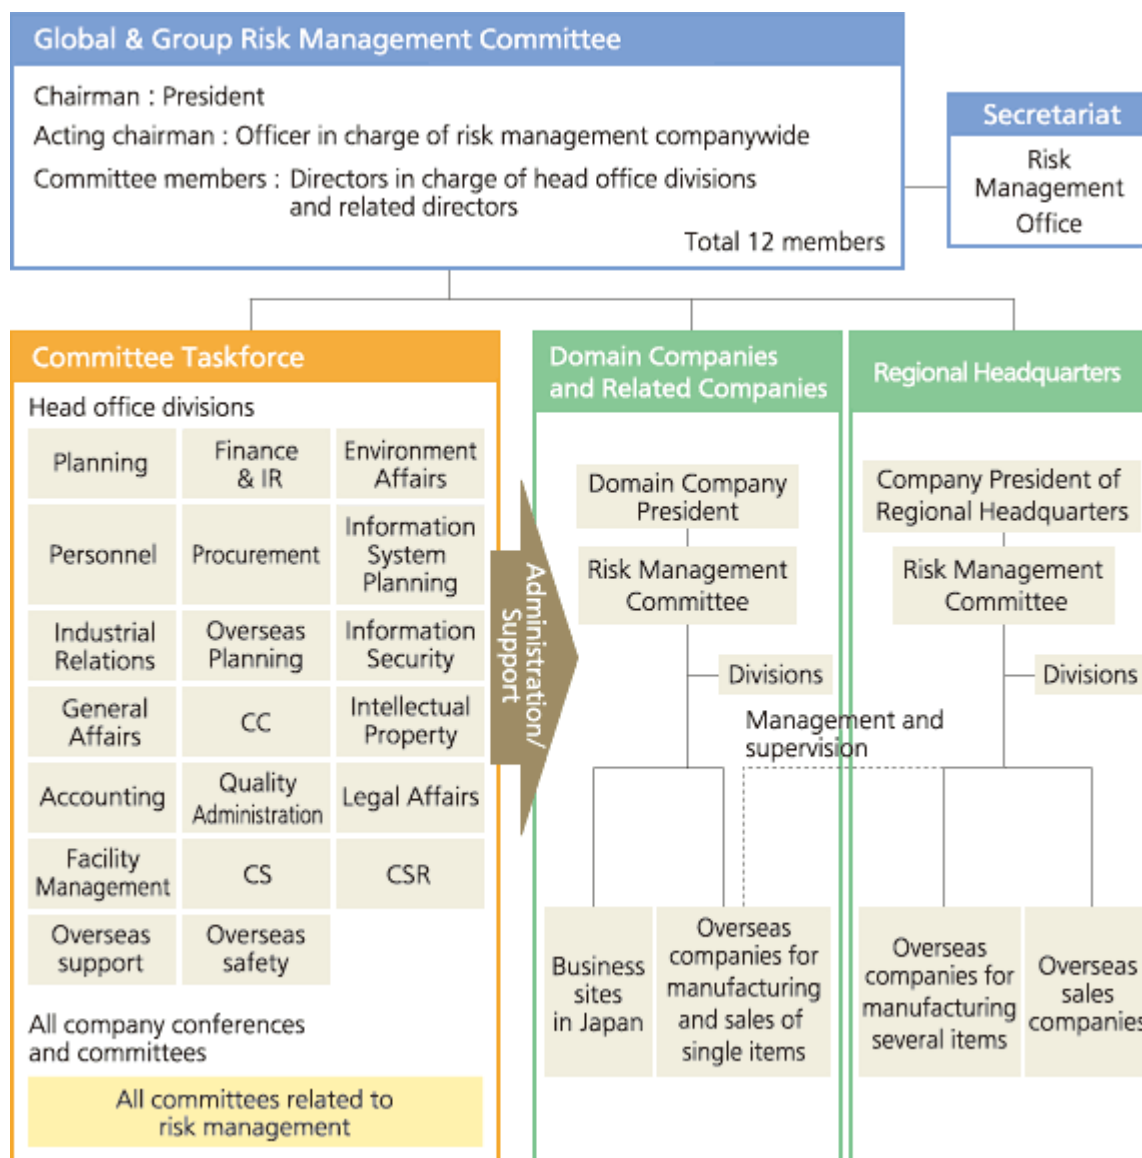 Global & Group Risk Management Committee
Chairman : President
Acting chairman : Officer in charge of risk management companywide
Committee members : Directors in charge of head office divisions
and related directors
Total 12 members
Secretariat
Risk
Management
Office
Committee Taskforce
Head office divisions
Planning
Finance
& IR
Environment
Affairs
Personnel
Procurement
Information
System
Planning
Industrial
Relations
Overseas
Planning
Information
Security
General
Affairs
CC
Intellectual
Property
Accounting
Quality
Administration
Legal Affairs
Facility
Management
CS
CSR
Overseas
support
Overseas
safety
All company conferences
and committees
All committees related to
risk management
Administration/
Support
Domain Companies
and Related Companies
Domain Company
President
Risk Management
Committee
Divisions
Management and
supervision
Business
sites
in Japan
Overseas
companies for
manufacturing
and sales of
single items
Regional Headquarters
Company President of
Regional Headquarters
Risk Management
Committee
Divisions
Overseas
companies for
manufacturing
several items
Overseas
sales
companies